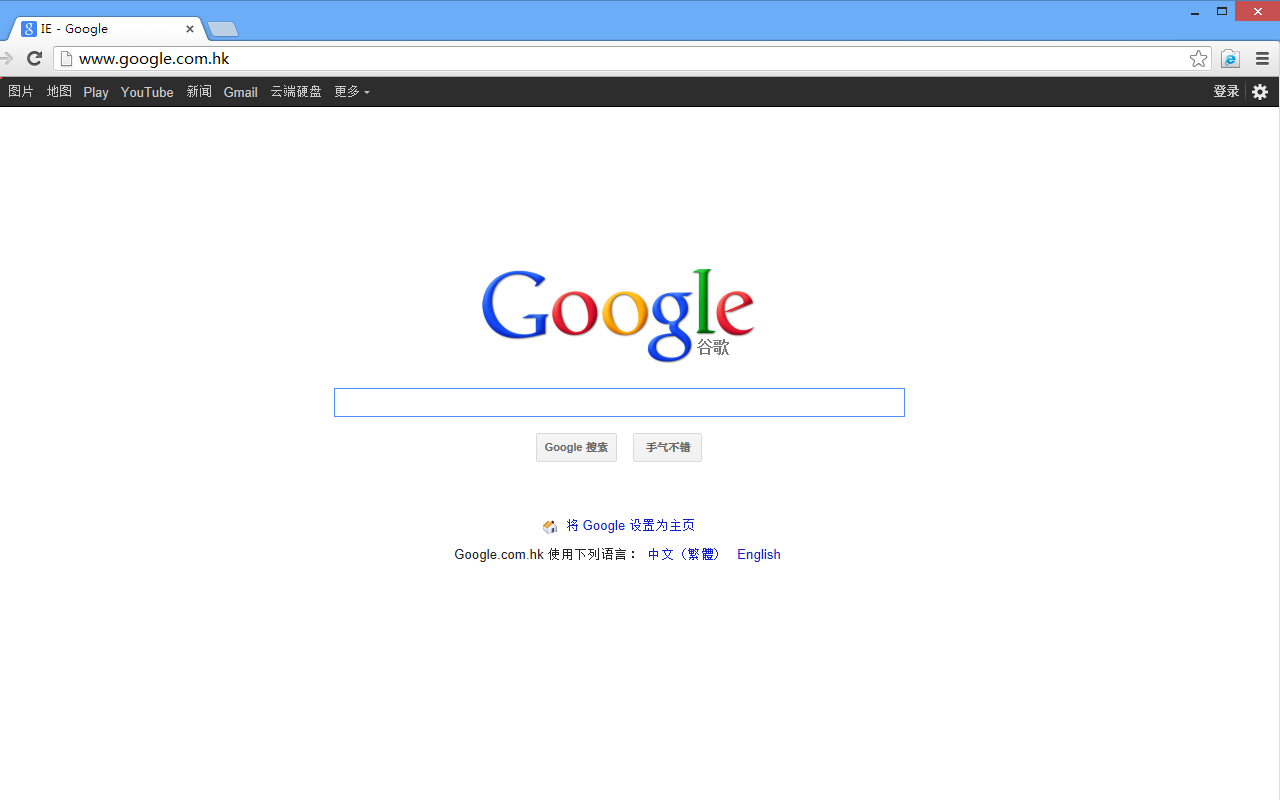 IE - Google
www.google.com.hk
图片 地图 Play YouTube 新闻 Gmail 云端硬盘 更多 登录
Google
谷歌
Google 搜索 手气不错
将 Google 设置为主页
Google.com.hk 使用下列语言： 中文（繁體） English